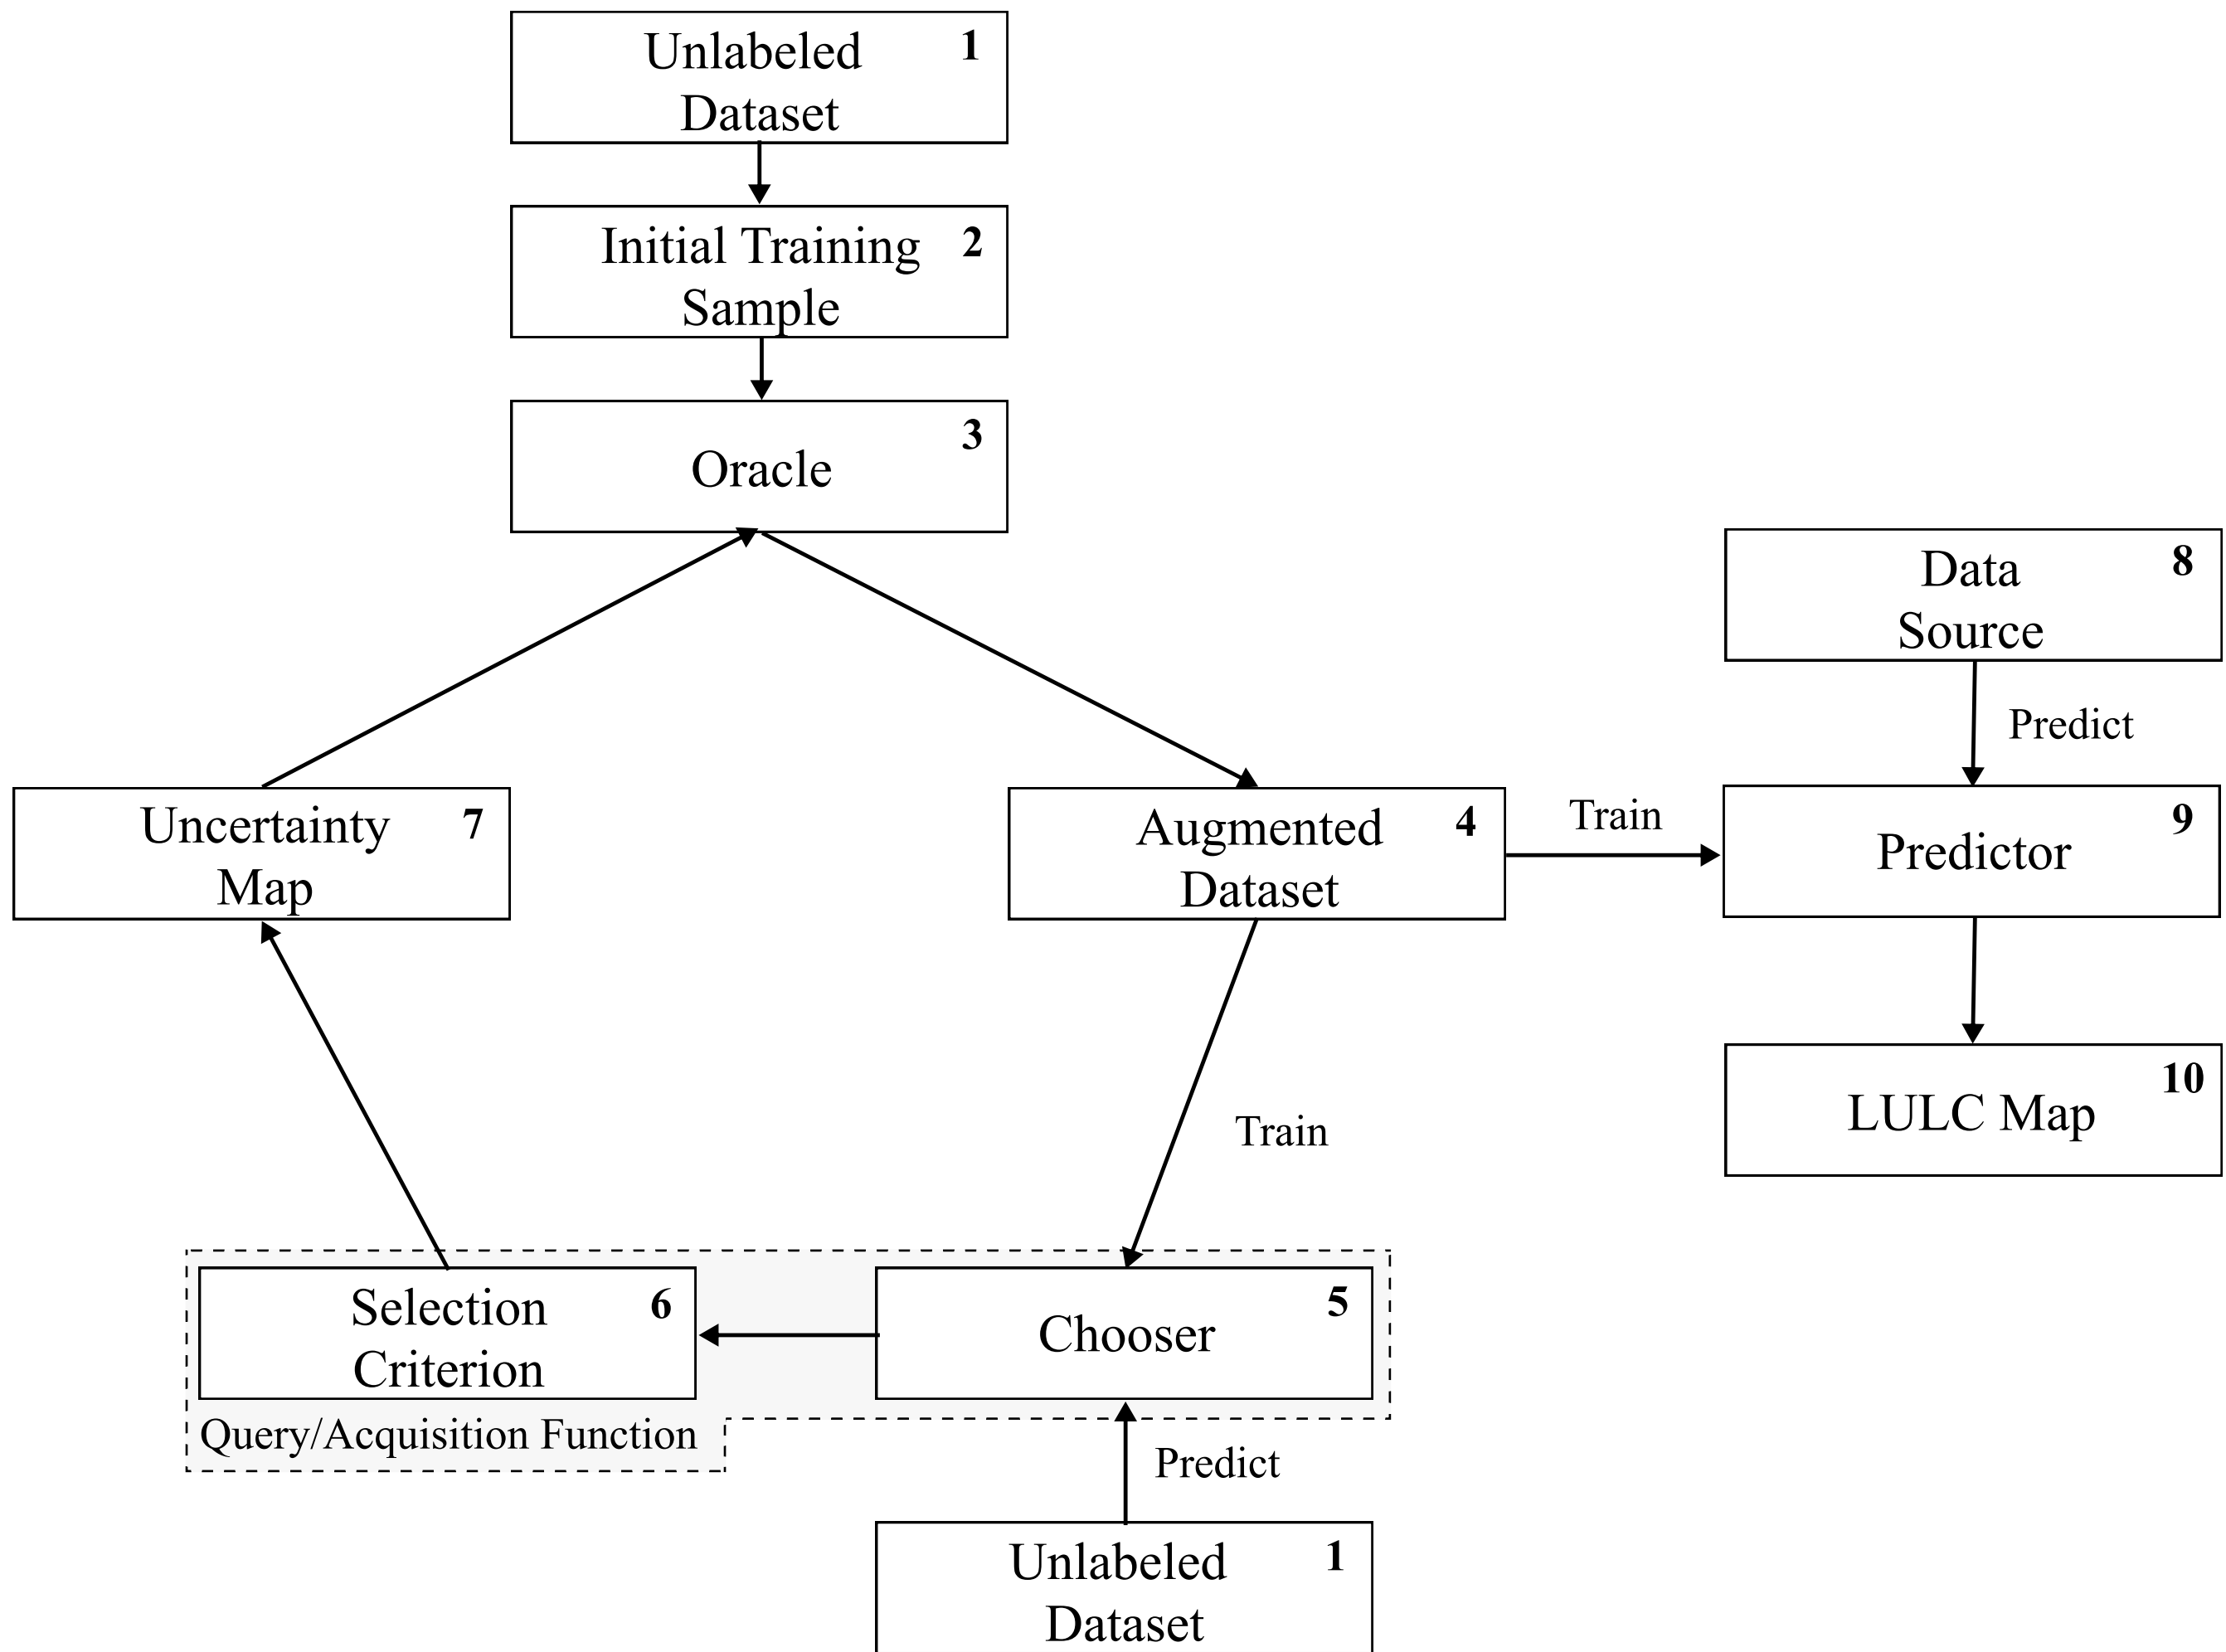 Unlabeled 1
Dataset
Initial Training 2
Sample
3
Oracle
Data 8
Source
Predict
Uncertainty 7
Map
Augmented 4
Dataset
Train
9
Predictor
10
LULC Map
Train
Selection 6
Criterion
5
Chooser
Query/Acquisition Function
Predict
Unlabeled 1
Dataset